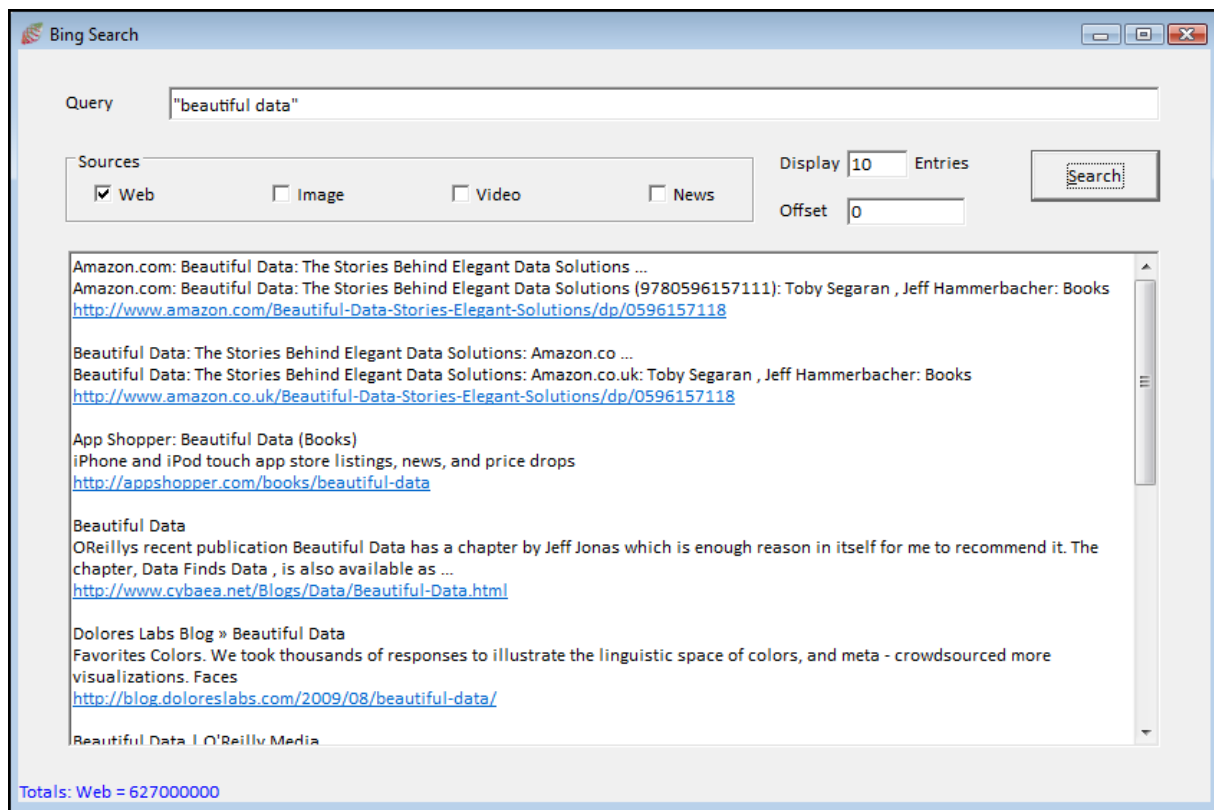 Bing Search
Query "beautiful data"
Sources
Web Image Video News
Display 10 Entries
Offset 0
Search
Amazon.com: Beautiful Data: The Stories Behind Elegant Data Solutions ...
Amazon.com: Beautiful Data: The Stories Behind Elegant Data Solutions (9780596157111): Toby Segaran , Jeff Hammerbacher: Books
http://www.amazon.com/Beautiful-Data-Stories-Elegant-Solutions/dp/0596157118
Beautiful Data: The Stories Behind Elegant Data Solutions: Amazon.co ...
Beautiful Data: The Stories Behind Elegant Data Solutions: Amazon.co.uk: Toby Segaran , Jeff Hammerbacher: Books
http://www.amazon.co.uk/Beautiful-Data-Stories-Elegant-Solutions/dp/0596157118
App Shopper: Beautiful Data (Books)
iPhone and iPod touch app store listings, news, and price drops
http://appshopper.com/books/beautiful-data
Beautiful Data
OReillys recent publication Beautiful Data has a chapter by Jeff Jonas which is enough reason in itself for me to recommend it. The
chapter, Data Finds Data , is also available as ...
http://www.cybaea.net/Blogs/Data/Beautiful-Data.html
Dolores Labs Blog » Beautiful Data
Favorites Colors. We took thousands of responses to illustrate the linguistic space of colors, and meta - crowdsourced more
visualizations. Faces
http://blog.doloreslabs.com/2009/08/beautiful-data/
Beautiful Data | O'Reilly Media
Totals: Web = 627000000